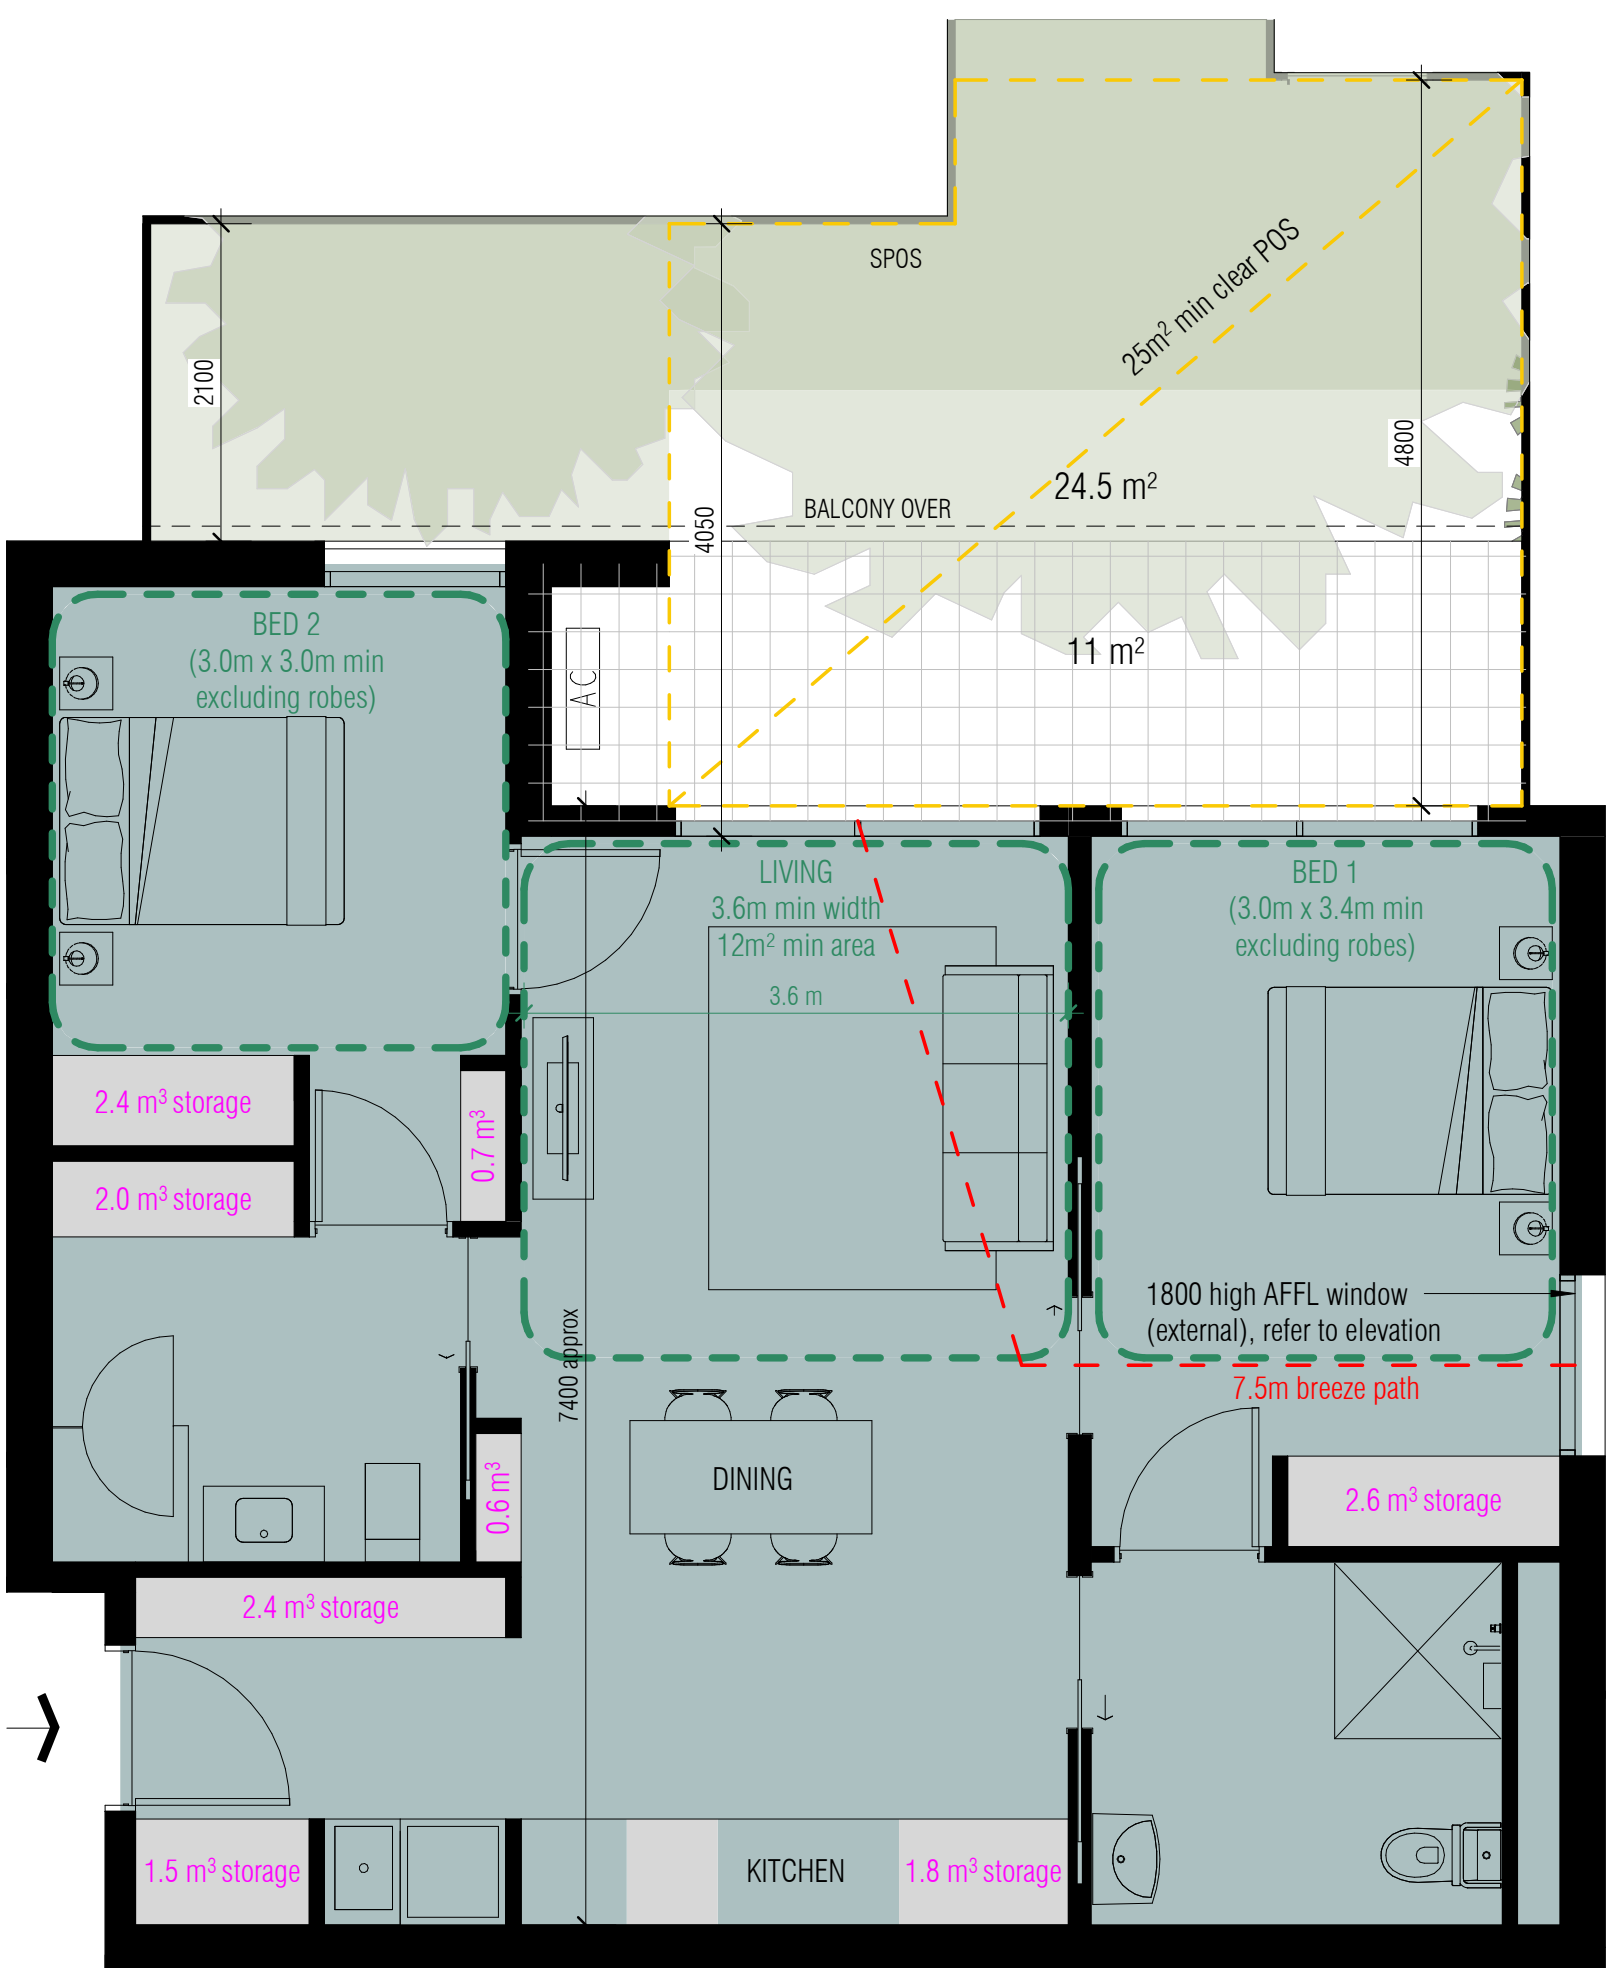 SPOS
25m² min clear POS
2100
4800
24.5 m²
BALCONY OVER
4050
BED 2
(3.0m x 3.0m min
excluding robes)
11 m²
AC
LIVING
3.6m min width
12m² min area
3.6 m
BED 1
(3.0m x 3.4m min
excluding robes)
2.4 m³ storage
0.7 m³
2.0 m³ storage
1800 high AFFL window
(external), refer to elevation
7400 approx
7.5m breeze path
DINING
0.6 m³
2.6 m³ storage
2.4 m³ storage
1.5 m³ storage
KITCHEN
1.8 m³ storage